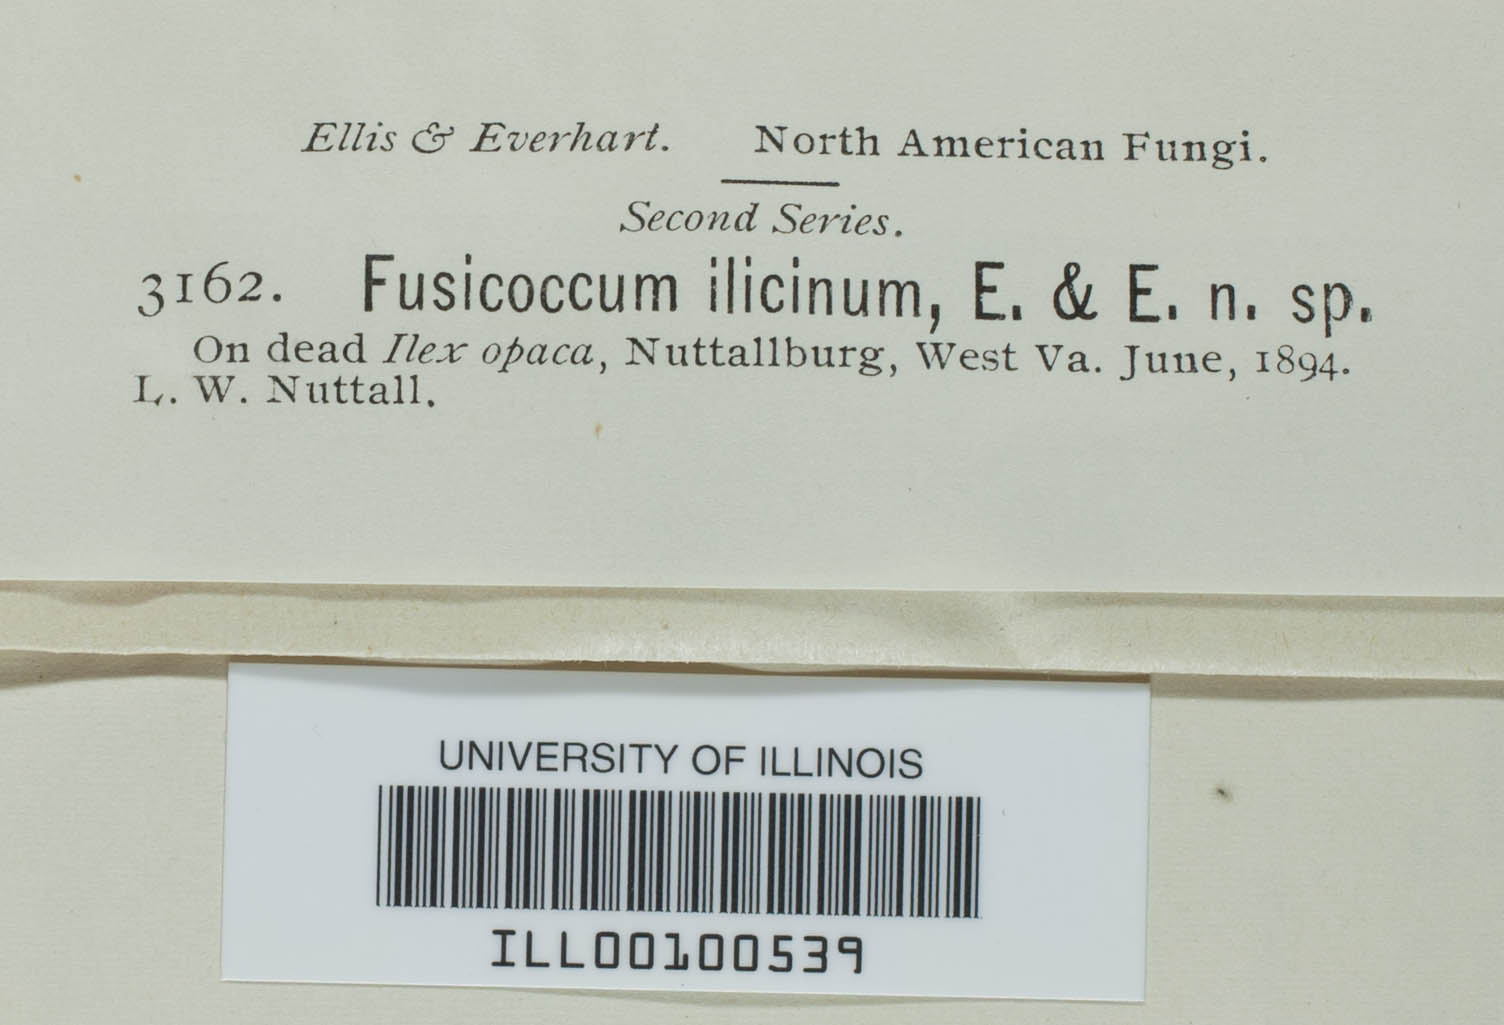 Ellis & Everhart. North American Fungi.
Second Series.
3162. Fusicoccum ilicinum, E. & E. n. sp.
On dead Ilex opaca, Nuttallburg, West Va. June, 1894.
L. W. Nuttall.
UNIVERSITY OF ILLINOIS
ILL00100539